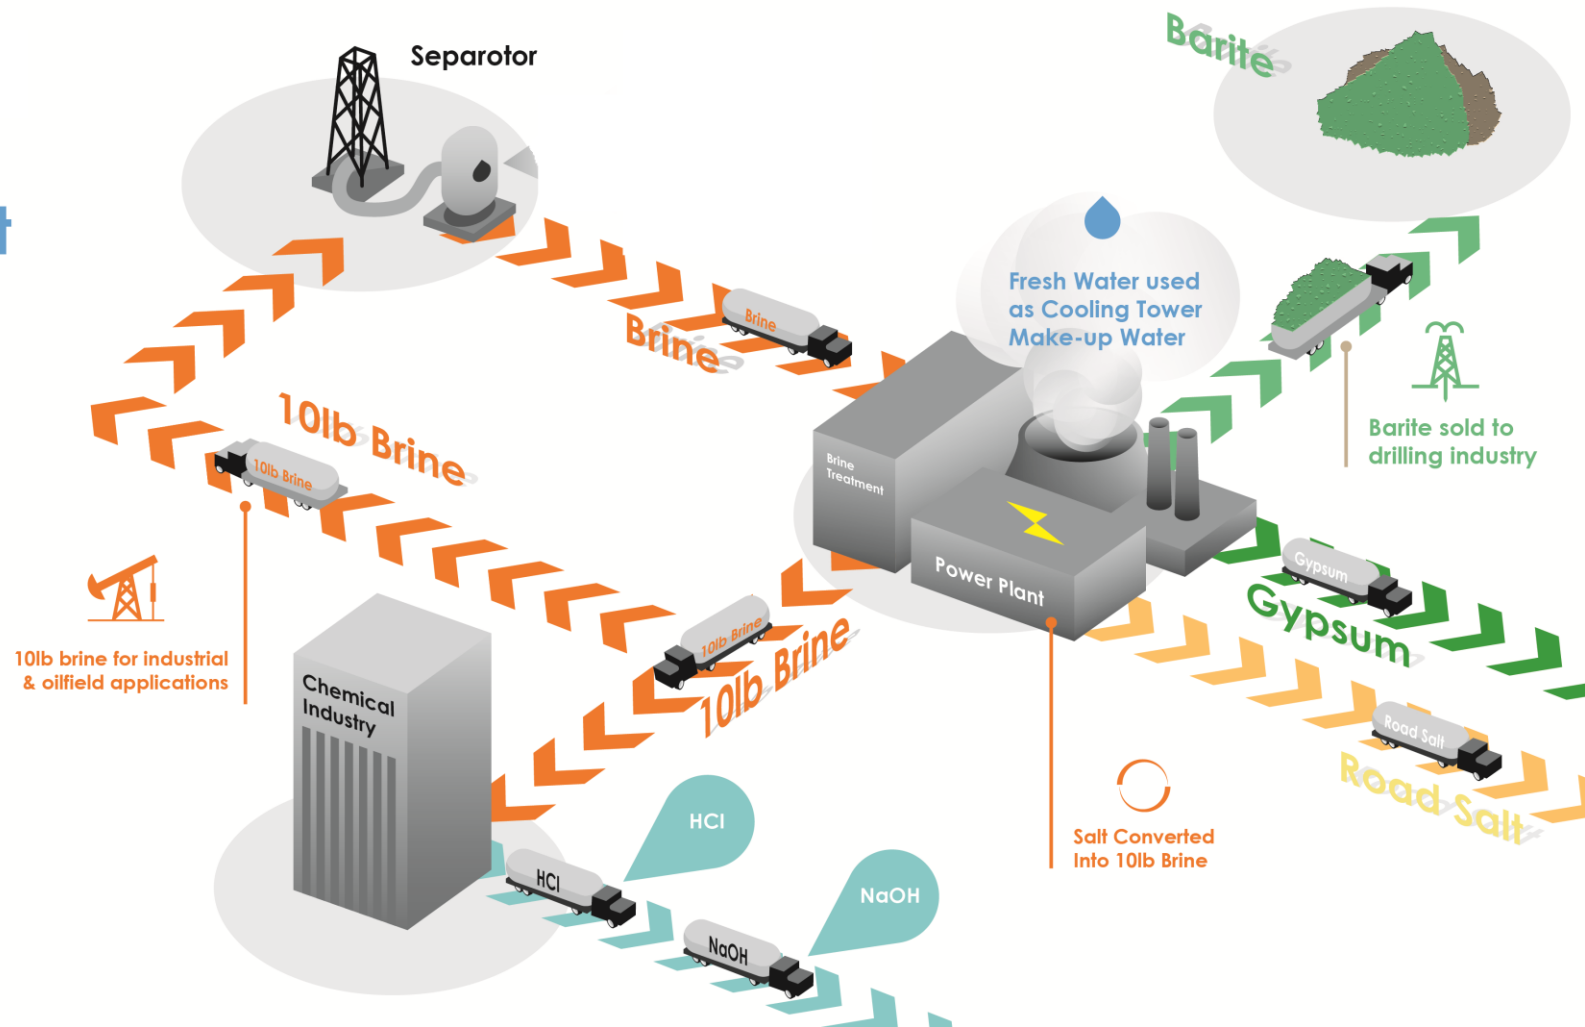 Separotor
Barite
t
Brine
Brine
Fresh Water used
as Cooling Tower
Make-up Water
Barite sold to
drilling industry
10lb Brine
10lb Brine
Brine
Treatment
Power Plant
Gypsum
Gypsum
10lb brine for industrial
& oilfield applications
10lb Brine
10lb Brine
Chemical
Industry
Road Salt
Road Salt
Salt Converted
Into 10lb Brine
HCl
HCl
NaOH
NaOH